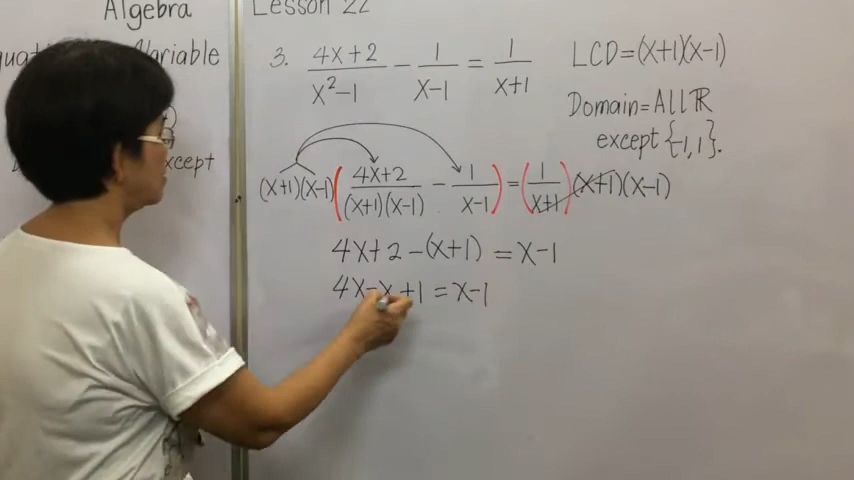 Algebra
Variable
xcept
Lesson 22
3. (4X+2)/(X²-1) - 1/(X-1) = 1/(X+1)
LCD=(X+1)(X-1)
Domain=All ℝ
except {-1,1}.
(X+1)(X-1)((4X+2)/((X+1)(X-1)) - 1/(X-1)) = (1/(X+1))(X+1)(X-1)
4X+2-(X+1) = X-1
4X-X+1=X-1